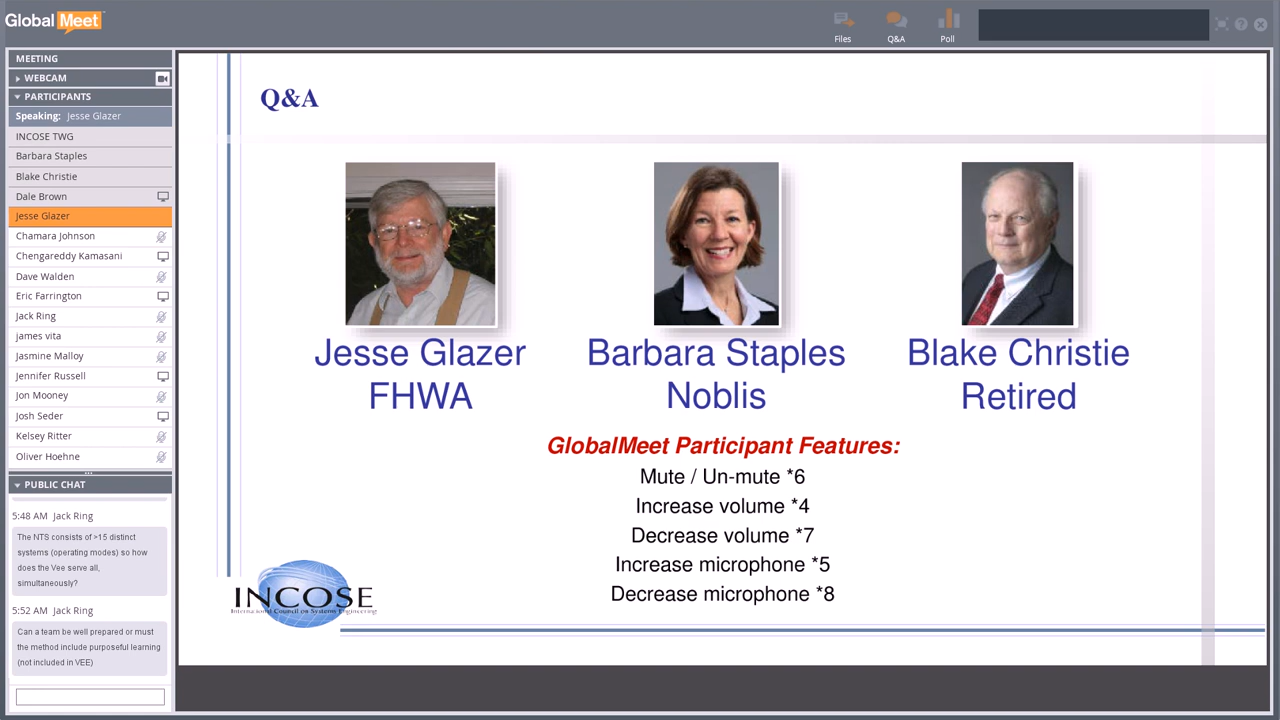 GlobalMeet
Files
Q&A
Poll
MEETING
WEBCAM
PARTICIPANTS
Speaking: Jesse Glazer
INCOSE TWG
Barbara Staples
Blake Christie
Dale Brown
Jesse Glazer
Chamara Johnson
Chengareddy Kamasani
Dave Walden
Eric Farrington
Jack Ring
james vita
Jasmine Malloy
Jennifer Russell
Jon Mooney
Josh Seder
Kelsey Ritter
Oliver Hoehne
PUBLIC CHAT
5:48 AM Jack Ring
The NTS consists of >15 distinct
systems (operating modes) so how
does the Vee serve all,
simultaneously?
5:52 AM Jack Ring
Can a team be well prepared or must
the method include purposeful learning
(not included in VEE)
Q&A
Jesse Glazer
FHWA
Barbara Staples
Noblis
Blake Christie
Retired
GlobalMeet Participant Features:
Mute / Un-mute *6
Increase volume *4
Decrease volume *7
Increase microphone *5
Decrease microphone *8
INCOSE
International Council on Systems Engineering